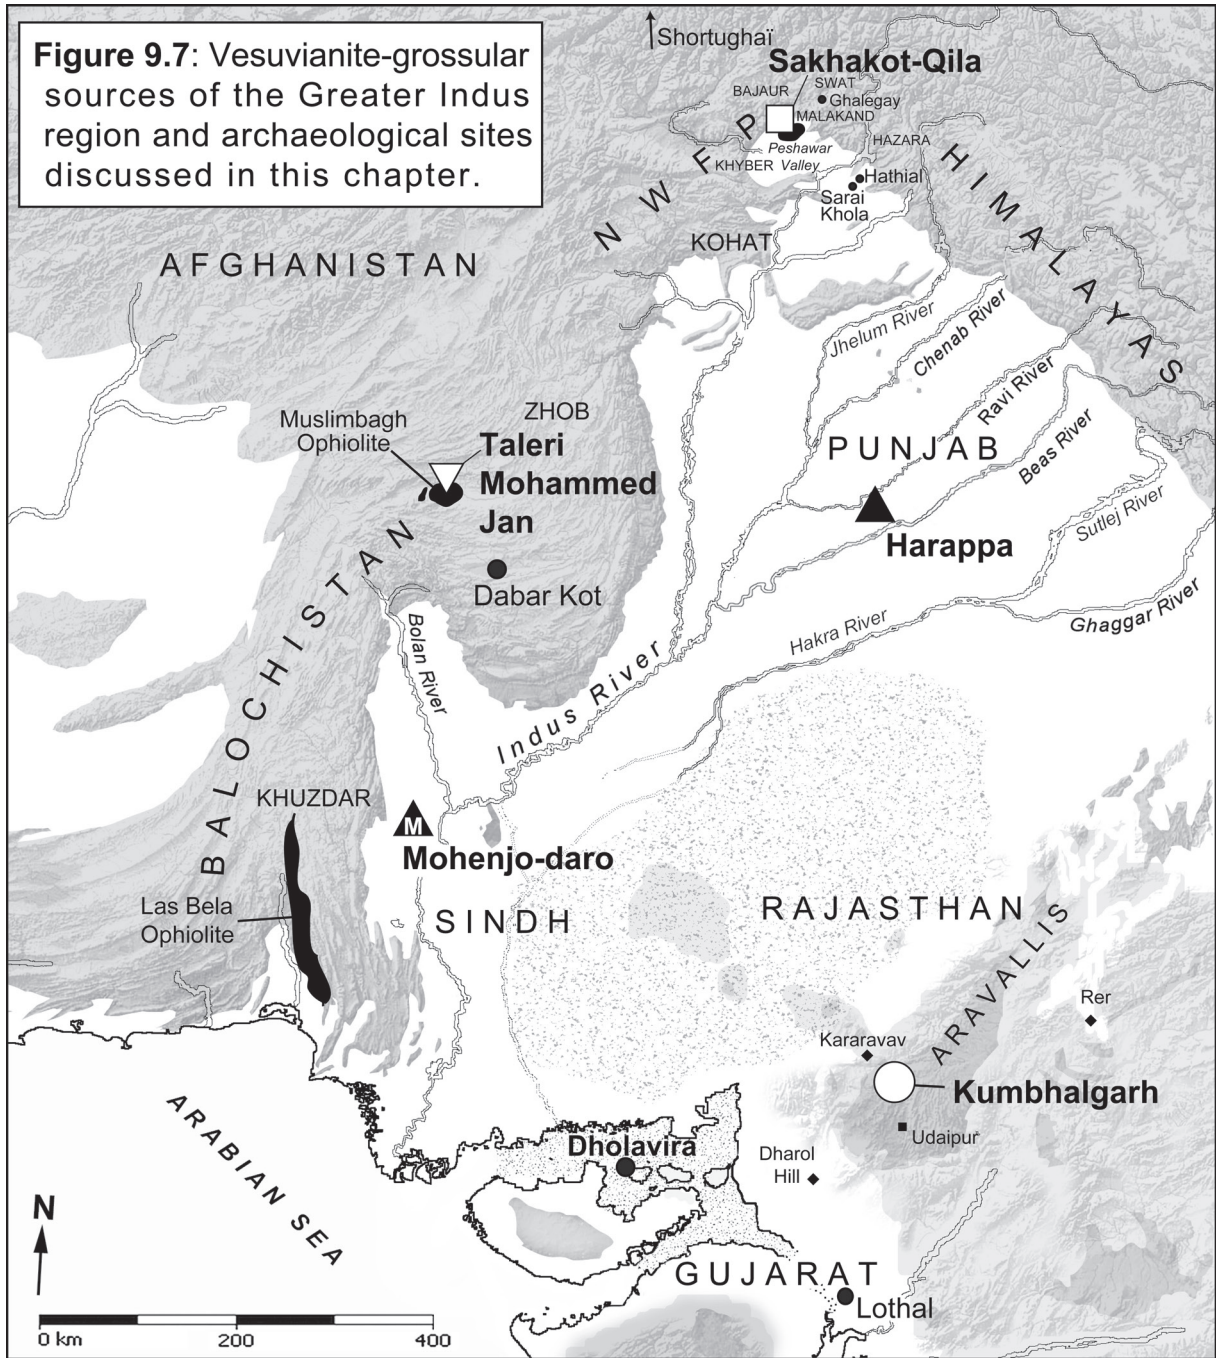 Figure 9.7: Vesuvianite-grossular
sources of the Greater Indus
region and archaeological sites
discussed in this chapter.
Shortughaï
Sakhakot-Qila
SWAT
BAJAUR
Ghalegay
MALAKAND
NWFP
Peshawar
Valley
HAZARA
KHYBER
Hathial
Sarai
Khola
HIMALAYAS
KOHAT
AFGHANISTAN
Jhelum River
Chenab River
Ravi River
Beas River
Sutlej River
PUNJAB
Muslimbagh
Ophiolite
ZHOB
Taleri
Mohammed
Jan
Harappa
Dabar Kot
BALOCHISTAN
Bolan River
Indus River
Hakra River
Ghaggar River
KHUZDAR
M
Mohenjo-daro
Las Bela
Ophiolite
SINDH
RAJASTHAN
ARAVALLIS
Rer
Kararavav
Kumbhalgarh
Udaipur
ARABIAN SEA
Dholavira
Dharol
Hill
N
GUJARAT
Lothal
0 km 200 400